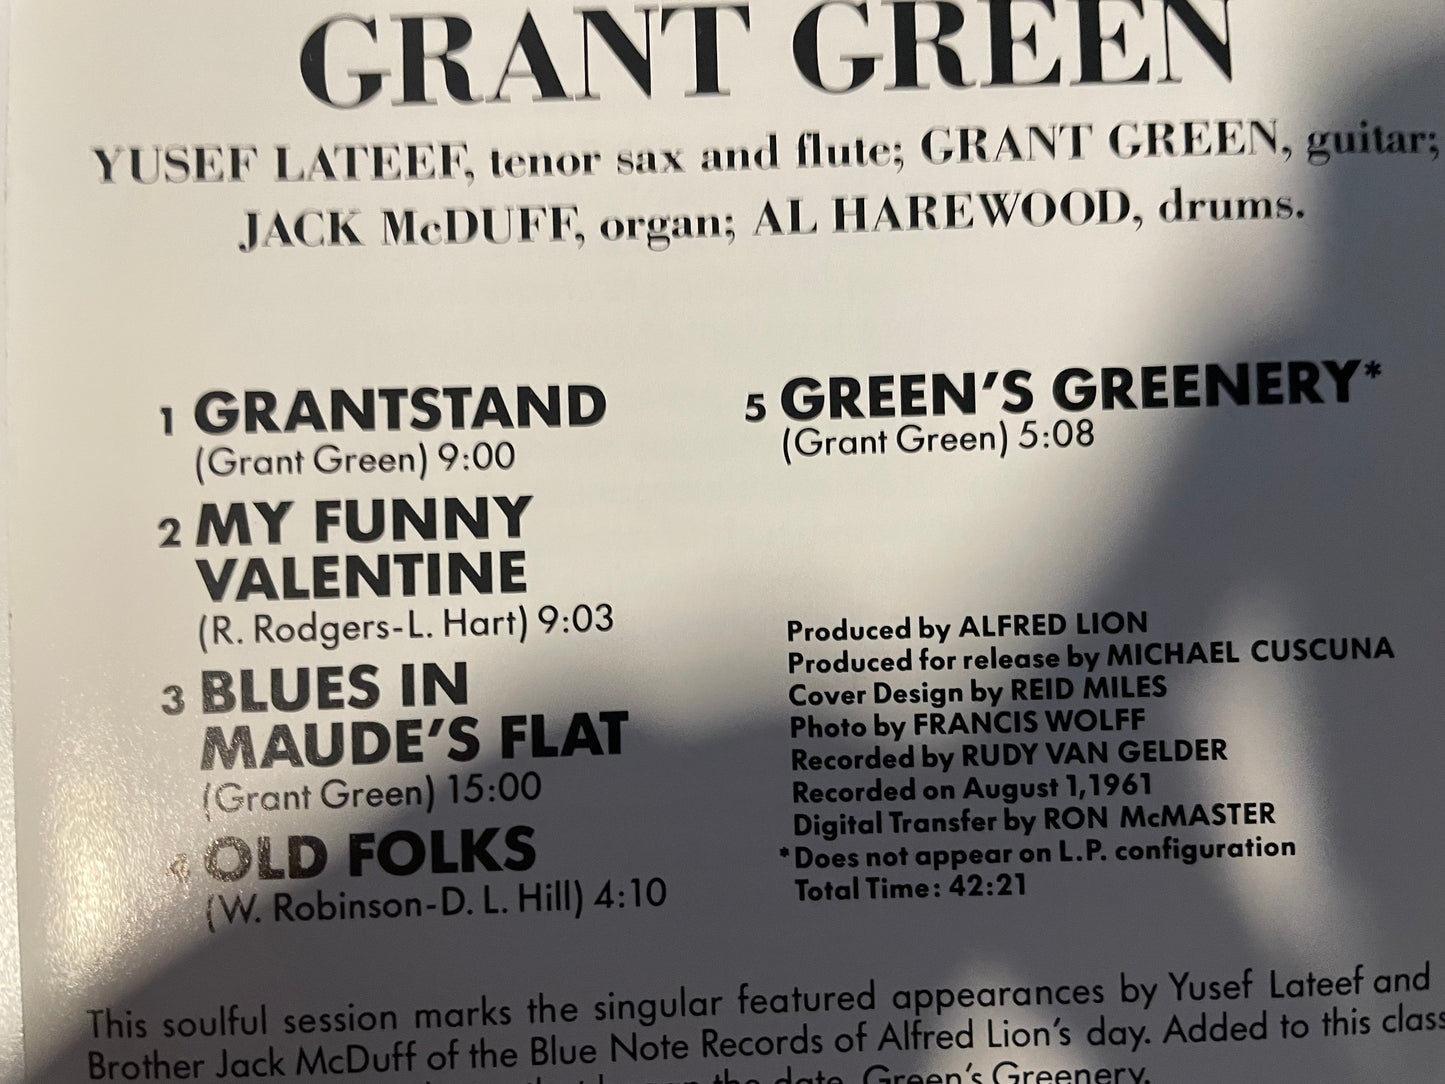 GRANT GREEN
YUSEF LATEEF, tenor sax and flute; GRANT GREEN, guitar;
JACK McDUFF, organ; AL HAREWOOD, drums.
1 GRANTSTAND
(Grant Green) 9:00
2 MY FUNNY
VALENTINE
(R. Rodgers-L. Hart) 9:03
3 BLUES IN
MAUDE'S FLAT
(Grant Green) 15:00
4 OLD FOLKS
(W. Robinson-D. L. Hill) 4:10
5 GREEN'S GREENERY*
(Grant Green) 5:08
Produced by ALFRED LION
Produced for release by MICHAEL CUSCUNA
Cover Design by REID MILES
Photo by FRANCIS WOLFF
Recorded by RUDY VAN GELDER
Recorded on August 1, 1961
Digital Transfer by RON McMASTER
*Does not appear on L.P. configuration
Total Time: 42:21
This soulful session marks the singular featured appearances by Yusef Lateef and
Brother Jack McDuff of the Blue Note Records of Alfred Lion's day. Added to this class
the date, Green's Greenery.